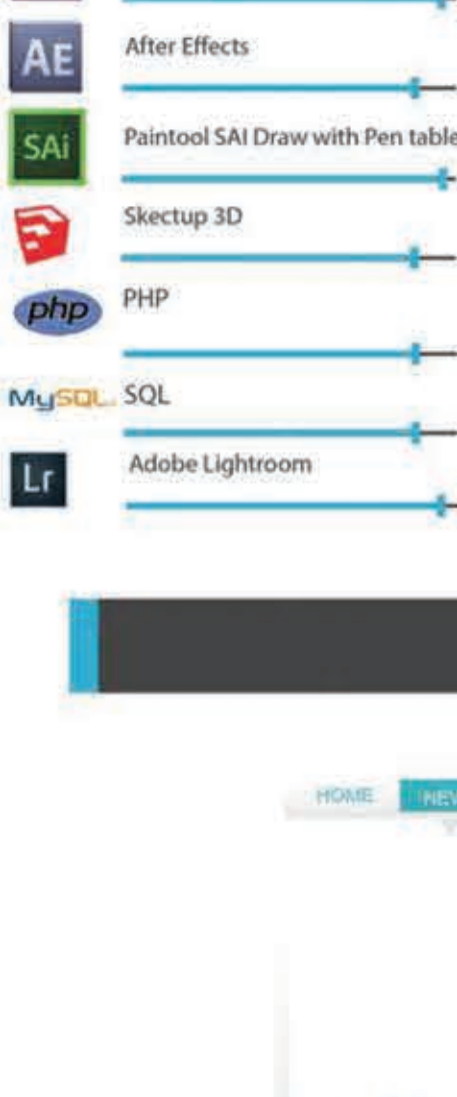 AE
After Effects
SAi
Paintool SAI Draw with Pen table
Skectup 3D
php
PHP
MySQL
SQL
Lr
Adobe Lightroom
HOME